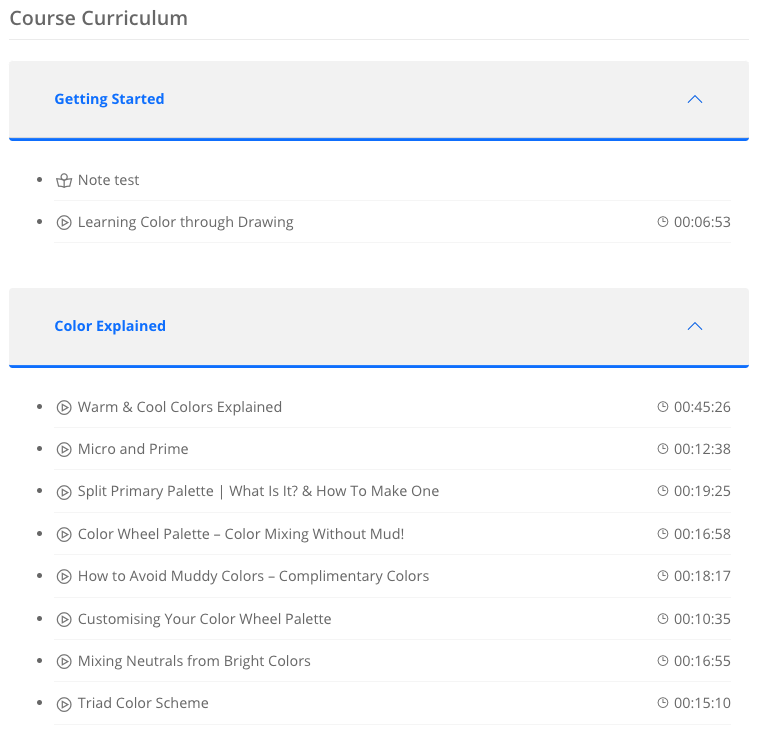 Course Curriculum
Getting Started
Note test
Learning Color through Drawing 00:06:53
Color Explained
Warm & Cool Colors Explained 00:45:26
Micro and Prime 00:12:38
Split Primary Palette | What Is It? & How To Make One 00:19:25
Color Wheel Palette – Color Mixing Without Mud! 00:16:58
How to Avoid Muddy Colors – Complimentary Colors 00:18:17
Customising Your Color Wheel Palette 00:10:35
Mixing Neutrals from Bright Colors 00:16:55
Triad Color Scheme 00:15:10